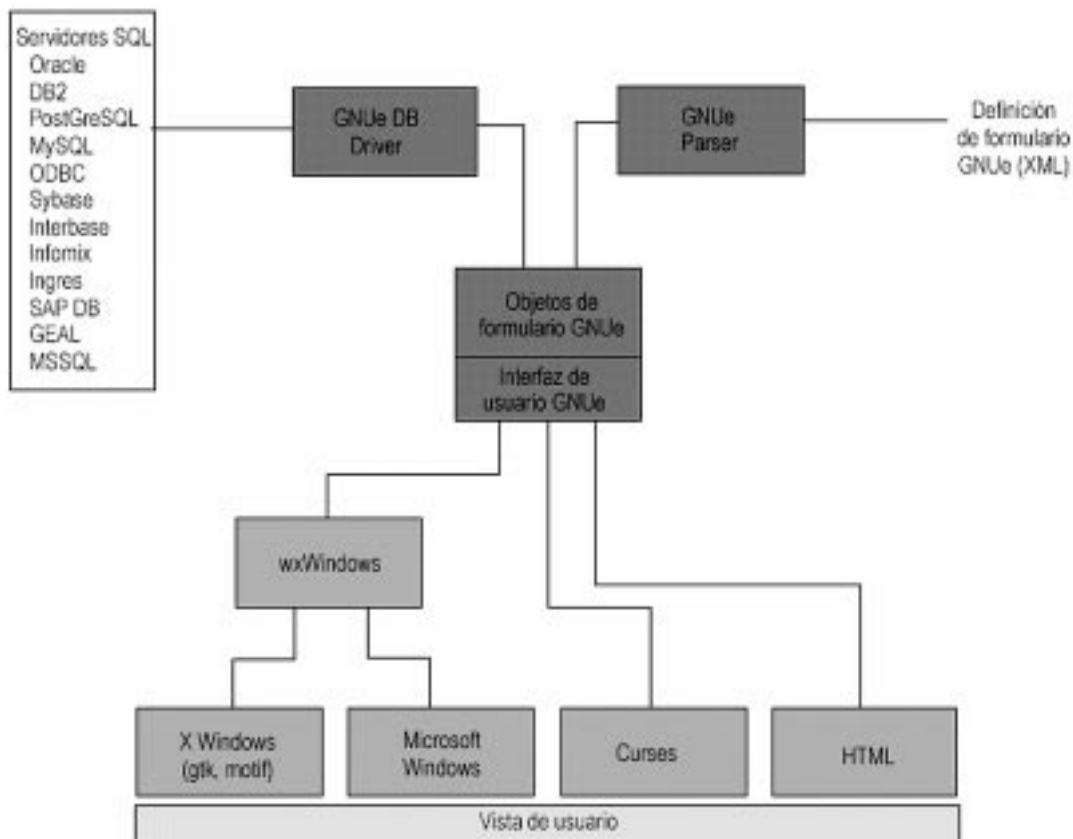 Servidores SQL
Oracle
DB2
PostGreSQL
MySQL
ODBC
Sybase
Interbase
Infomix
Ingres
SAP DB
GEAL
MSSQL
GNUe DB
Driver
GNUe
Parser
Definición
de formulario
GNUe (XML)
Objetos de
formulario GNUe
Interfaz de
usuario GNUe
wxWindows
X Windows
(gtk, motif)
Microsoft
Windows
Curses
HTML
Vista de usuario